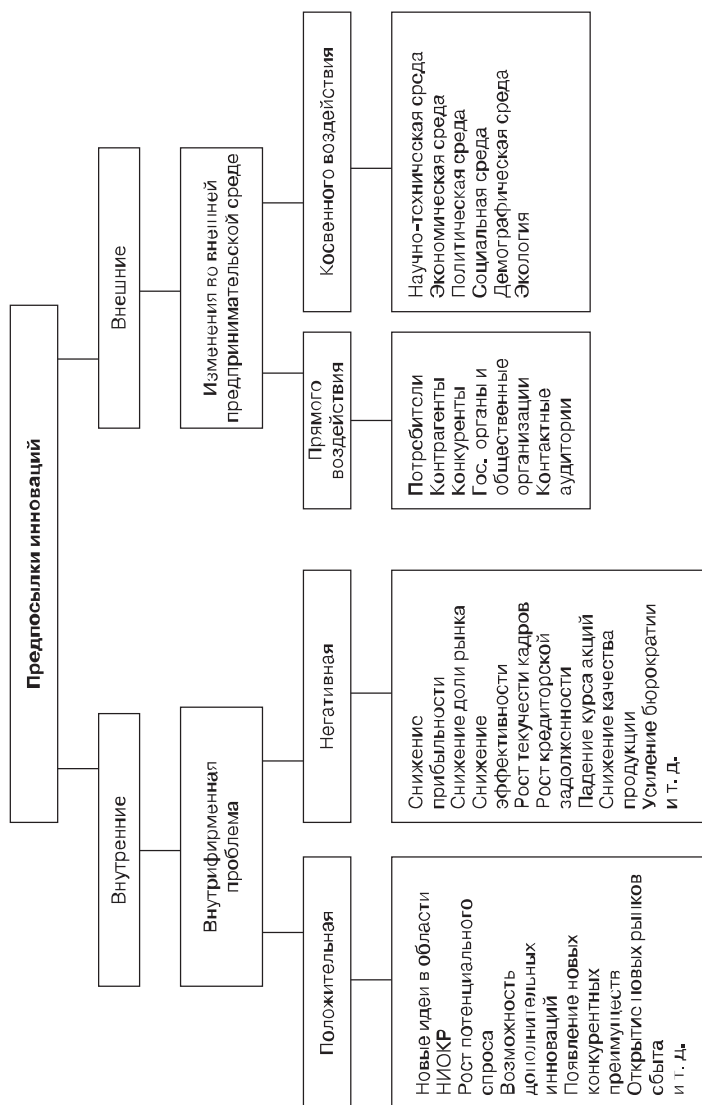 Предпосылки инноваций
Внутренние
Внешние
Внутрифирменная
проблема
Изменения во внешней
предпринимательской среде
Положительная
Негативная
Прямого
воздействия
Косвенного воздействия
Новые идеи в области
НИОКР
Рост потенциального
спроса
Возможность
дополнительных
инноваций
Появление новых
конкурентных
преимуществ
Открытие новых рынков
сбыта
и т. д.
Снижение
прибыльности
Снижение доли рынка
Снижение
эффективности
Рост текучести кадров
Рост кредиторской
задолженности
Падение курса акций
Снижение качества
продукции
Усиление бюрократии
и т. д.
Потребители
Контрагенты
Конкуренты
Гос. органы и
общественные
организации
Контактные
аудитории
Научно-техническая среда
Экономическая среда
Политическая среда
Социальная среда
Демографическая среда
Экология